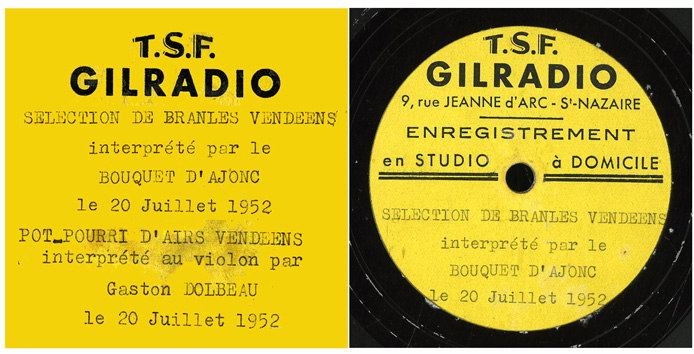 T.S.F.
GILRADIO
SELECTION DE BRANLES VENDEENS
interprété par le
BOUQUET D'AJONC
le 20 Juillet 1952
POT-POURRI D'AIRS VENDEENS
interprété au violon par
Gaston DOLBEAU
le 20 Juillet 1952
T.S.F.
GILRADIO
9, rue JEANNE d'ARC - St-NAZAIRE
ENREGISTREMENT
en STUDIO à DOMICILE
SELECTION DE BRANLES VENDEENS
interprété par le
BOUQUET D'AJONC
le 20 Juillet 1952